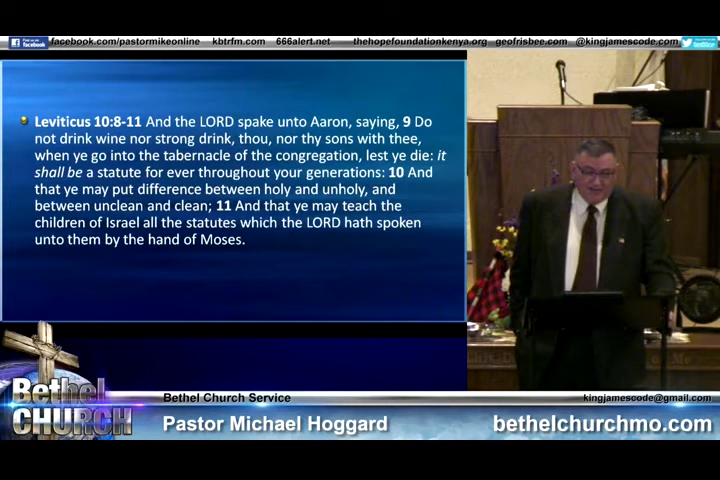 Find us on facebook
facebook.com/pastormikeonline kbtrfm.com 666alert.net thehopefoundationkenya.org geofrisbee.com @kingjamescode.com
Leviticus 10:8-11 And the LORD spake unto Aaron, saying, 9 Do
not drink wine nor strong drink, thou, nor thy sons with thee,
when ye go into the tabernacle of the congregation, lest ye die: it
shall be a statute for ever throughout your generations: 10 And
that ye may put difference between holy and unholy, and
between unclean and clean; 11 And that ye may teach the
children of Israel all the statutes which the LORD hath spoken
unto them by the hand of Moses.
Bethel
CHURCH
Bethel Church Service
kingjamescode@gmail.com
Pastor Michael Hoggard
bethelchurchmo.com